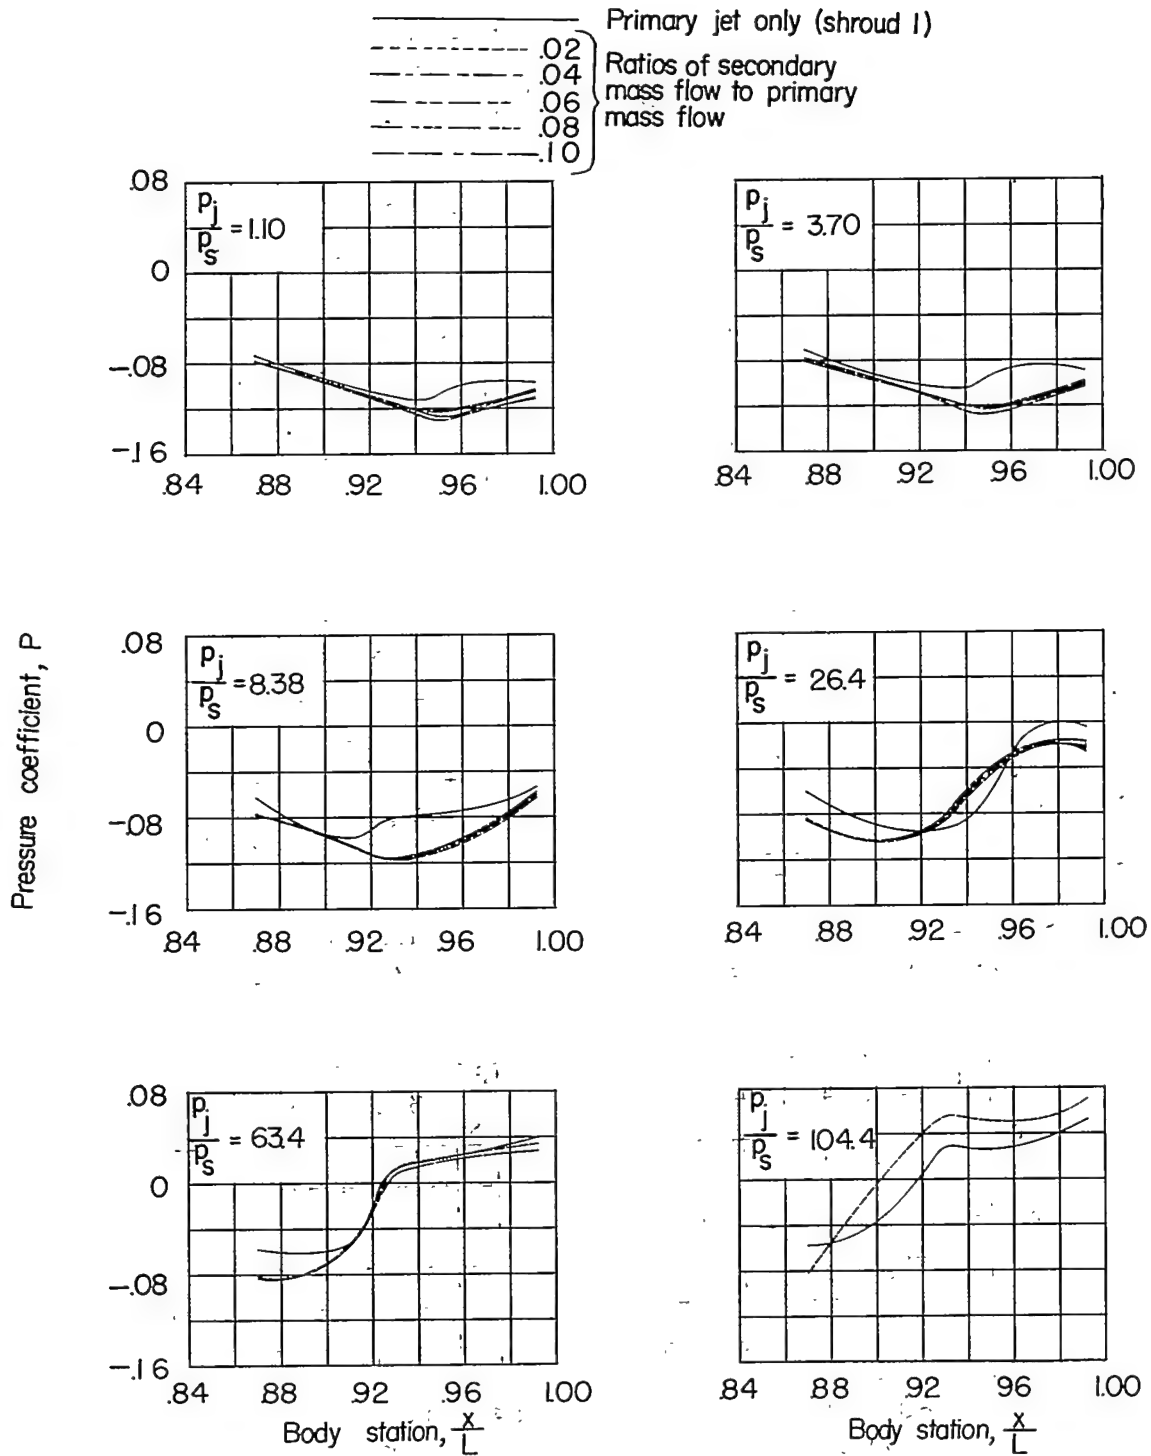 Primary jet only (shroud 1)
.02
.04
.06
.08
.10
Ratios of secondary
mass flow to primary
mass flow
Pressure coefficient, P
.08
0
-.08
-.16
pj/ps = 1.10
.84 .88 .92 .96 1.00
pj/ps = 3.70
.84 .88 .92 .96 1.00
.08
0
-.08
-.16
pj/ps = 8.38
.84 .88 .92 .96 1.00
pj/ps = 26.4
.84 .88 .92 .96 1.00
.08
0
-.08
-.16
pj/ps = 63.4
.84 .88 .92 .96 1.00
Body station, x/L
pj/ps = 104.4
.84 .88 .92 .96 1.00
Body station, x/L